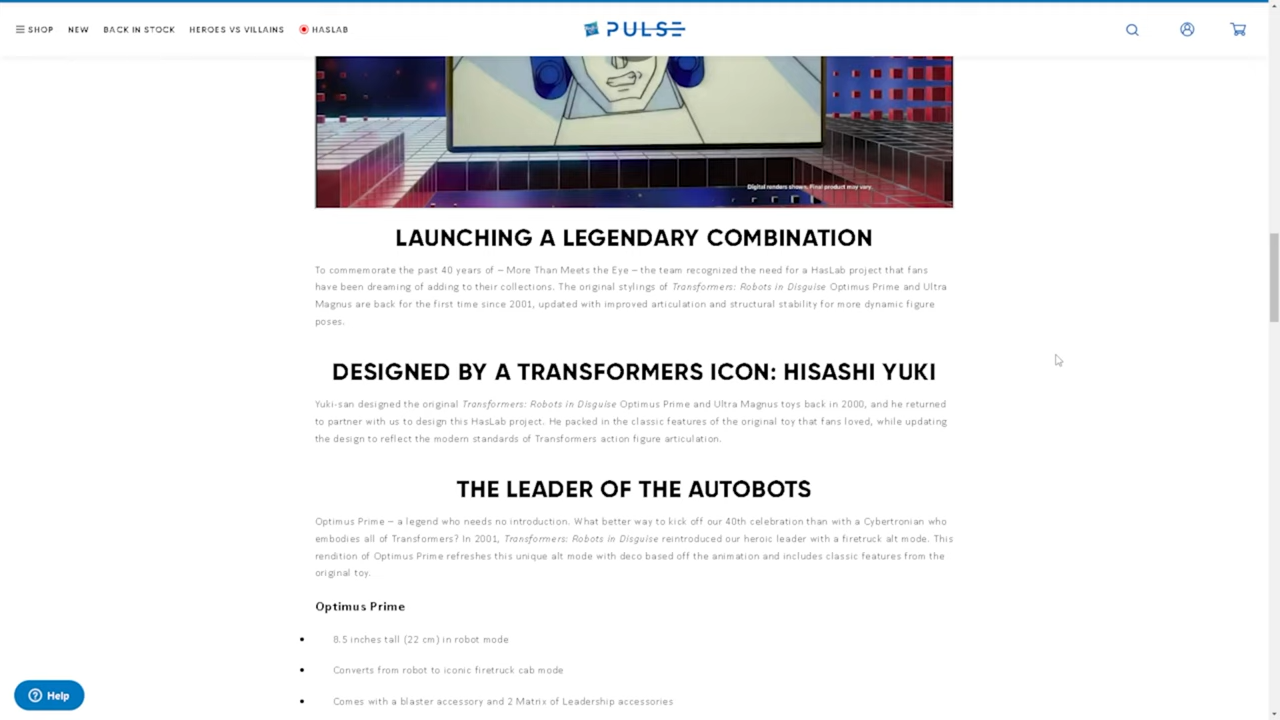 SHOP NEW BACK IN STOCK HEROES VS VILLAINS HASLAB PULSE
Digital renders shown. Final product may vary.
LAUNCHING A LEGENDARY COMBINATION
To commemorate the past 40 years of – More Than Meets the Eye – the team recognized the need for a HasLab project that fans
have been dreaming of adding to their collections. The original stylings of Transformers: Robots in Disguise Optimus Prime and Ultra
Magnus are back for the first time since 2001, updated with improved articulation and structural stability for more dynamic figure
poses.
DESIGNED BY A TRANSFORMERS ICON: HISASHI YUKI
Yuki-san designed the original Transformers: Robots in Disguise Optimus Prime and Ultra Magnus toys back in 2000, and he returned
to partner with us to design this HasLab project. He packed in the classic features of the original toy that fans loved, while updating
the design to reflect the modern standards of Transformers action figure articulation.
THE LEADER OF THE AUTOBOTS
Optimus Prime – a legend who needs no introduction. What better way to kick off our 40th celebration than with a Cybertronian who
embodies all of Transformers? In 2001, Transformers: Robots in Disguise reintroduced our heroic leader with a firetruck alt mode. This
rendition of Optimus Prime refreshes this unique alt mode with deco based off the animation and includes classic features from the
original toy.
Optimus Prime
8.5 inches tall (22 cm) in robot mode
Converts from robot to iconic firetruck cab mode
Comes with a blaster accessory and 2 Matrix of Leadership accessories
Help